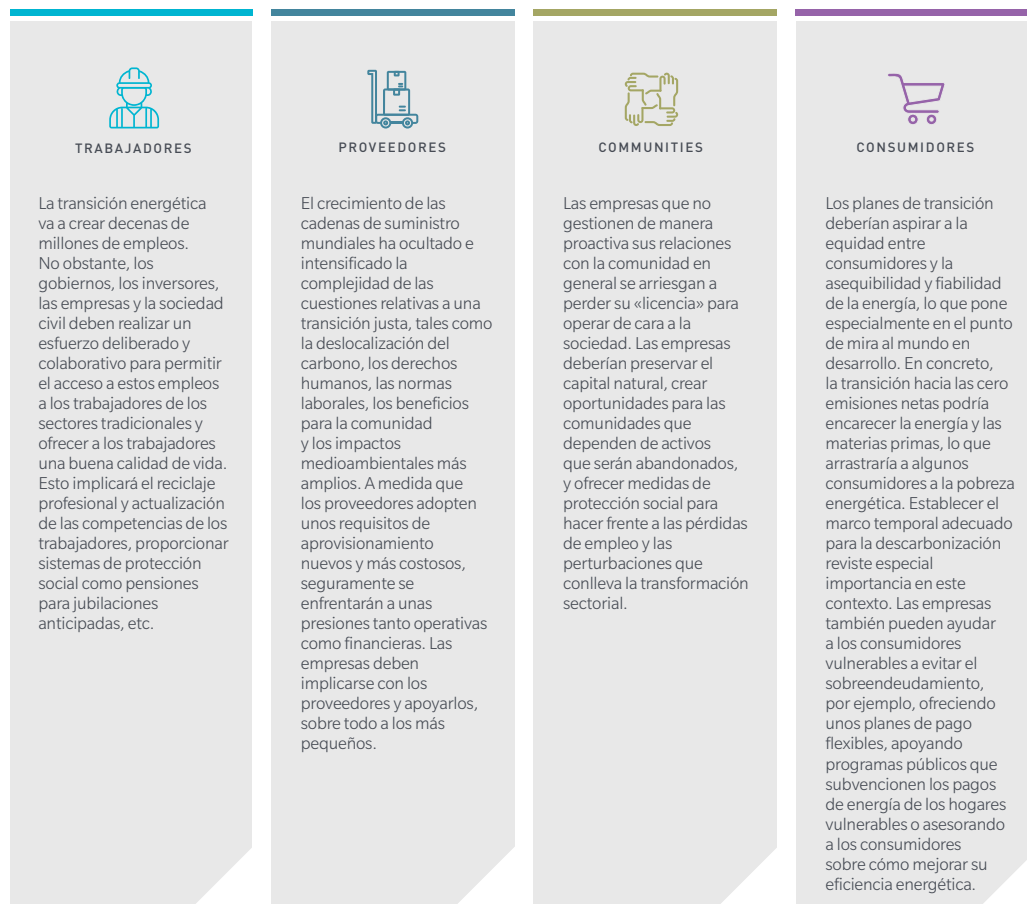 TRABAJADORES
La transición energética
va a crear decenas de
millones de empleos.
No obstante, los
gobiernos, los inversores,
las empresas y la sociedad
civil deben realizar un
esfuerzo deliberado y
colaborativo para permitir
el acceso a estos empleos
a los trabajadores de los
sectores tradicionales y
ofrecer a los trabajadores
una buena calidad de vida.
Esto implicará el reciclaje
profesional y actualización
de las competencias de los
trabajadores, proporcionar
sistemas de protección
social como pensiones
para jubilaciones
anticipadas, etc.
PROVEEDORES
El crecimiento de las
cadenas de suministro
mundiales ha ocultado e
intensificado la
complejidad de las
cuestiones relativas a una
transición justa, tales como
la deslocalización del
carbono, los derechos
humanos, las normas
laborales, los beneficios
para la comunidad
y los impactos
medioambientales más
amplios. A medida que
los proveedores adopten
unos requisitos de
aprovisionamiento
nuevos y más costosos,
seguramente se
enfrentarán a unas
presiones tanto operativas
como financieras. Las
empresas deben
implicarse con los
proveedores y apoyarlos,
sobre todo a los más
pequeños.
COMMUNITIES
Las empresas que no
gestionen de manera
proactiva sus relaciones
con la comunidad en
general se arriesgan a
perder su «licencia» para
operar de cara a la
sociedad. Las empresas
deberían preservar el
capital natural, crear
oportunidades para las
comunidades que
dependen de activos
que serán abandonados,
y ofrecer medidas de
protección social para
hacer frente a las pérdidas
de empleo y las
perturbaciones que
conlleva la transformación
sectorial.
CONSUMIDORES
Los planes de transición
deberían aspirar a la
equidad entre
consumidores y la
asequibilidad y fiabilidad
de la energía, lo que pone
especialmente en el punto
de mira al mundo en
desarrollo. En concreto,
la transición hacia las cero
emisiones netas podría
encarecer la energía y las
materias primas, lo que
arrastraría a algunos
consumidores a la pobreza
energética. Establecer el
marco temporal adecuado
para la descarbonización
reviste especial
importancia en este
contexto. Las empresas
también pueden ayudar
a los consumidores
vulnerables a evitar el
sobreendeudamiento,
por ejemplo, ofreciendo
unos planes de pago
flexibles, apoyando
programas públicos que
subvencionen los pagos
de energía de los hogares
vulnerables o asesorando
a los consumidores
sobre cómo mejorar su
eficiencia energética.